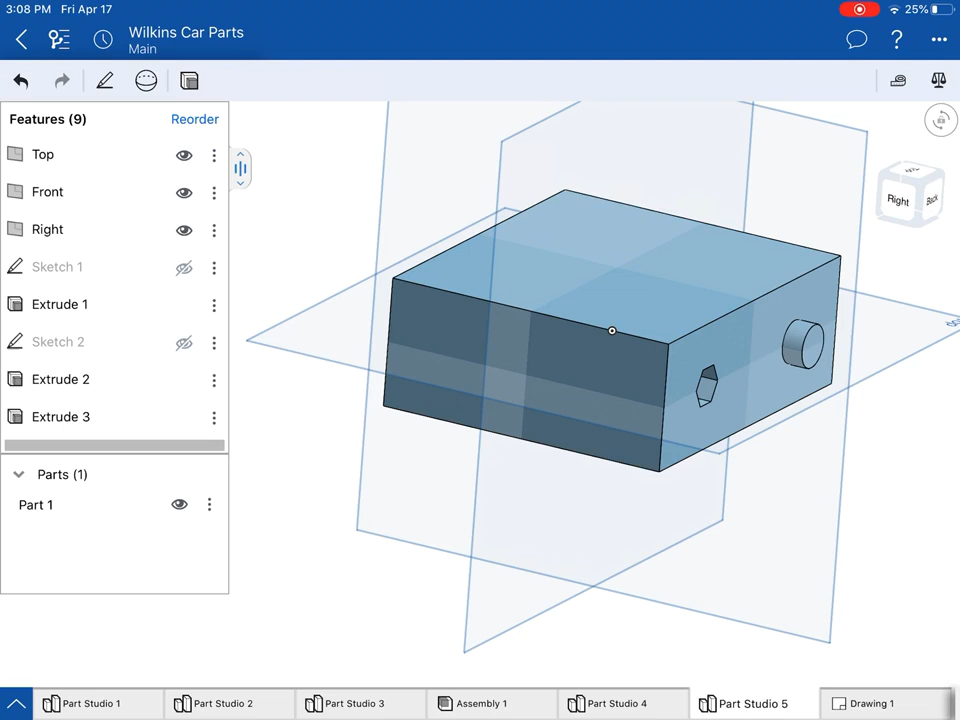 3:08 PM Fri Apr 17
25%
Wilkins Car Parts
Main
?
Features (9)
Reorder
Top
Front
Right
Sketch 1
Extrude 1
Sketch 2
Extrude 2
Extrude 3
Parts (1)
Part 1
Right
Back
Part Studio 1
Part Studio 2
Part Studio 3
Assembly 1
Part Studio 4
Part Studio 5
Drawing 1